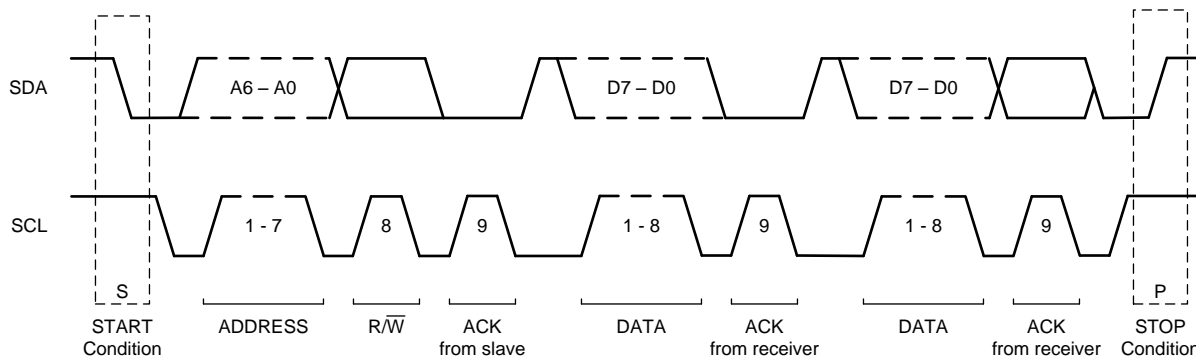 SDA
A6 – A0
D7 – D0
D7 – D0
SCL
1 - 7
8
9
1 - 8
9
1 - 8
9
S
P
START
Condition
ADDRESS
R/W̅
ACK
from slave
DATA
ACK
from receiver
DATA
ACK
from receiver
STOP
Condition